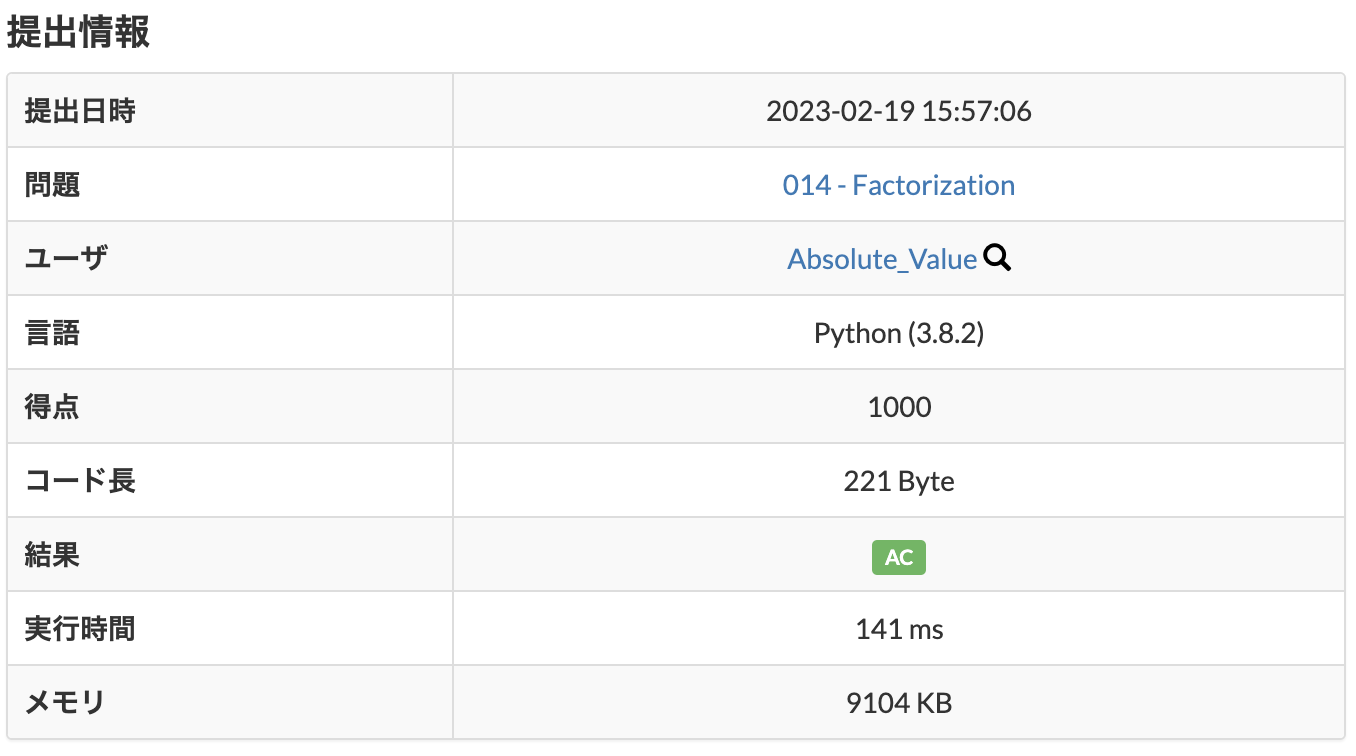 提出情報
提出日時 2023-02-19 15:57:06
問題 014 - Factorization
ユーザ Absolute_Value
言語 Python (3.8.2)
得点 1000
コード長 221 Byte
結果 AC
実行時間 141 ms
メモリ 9104 KB